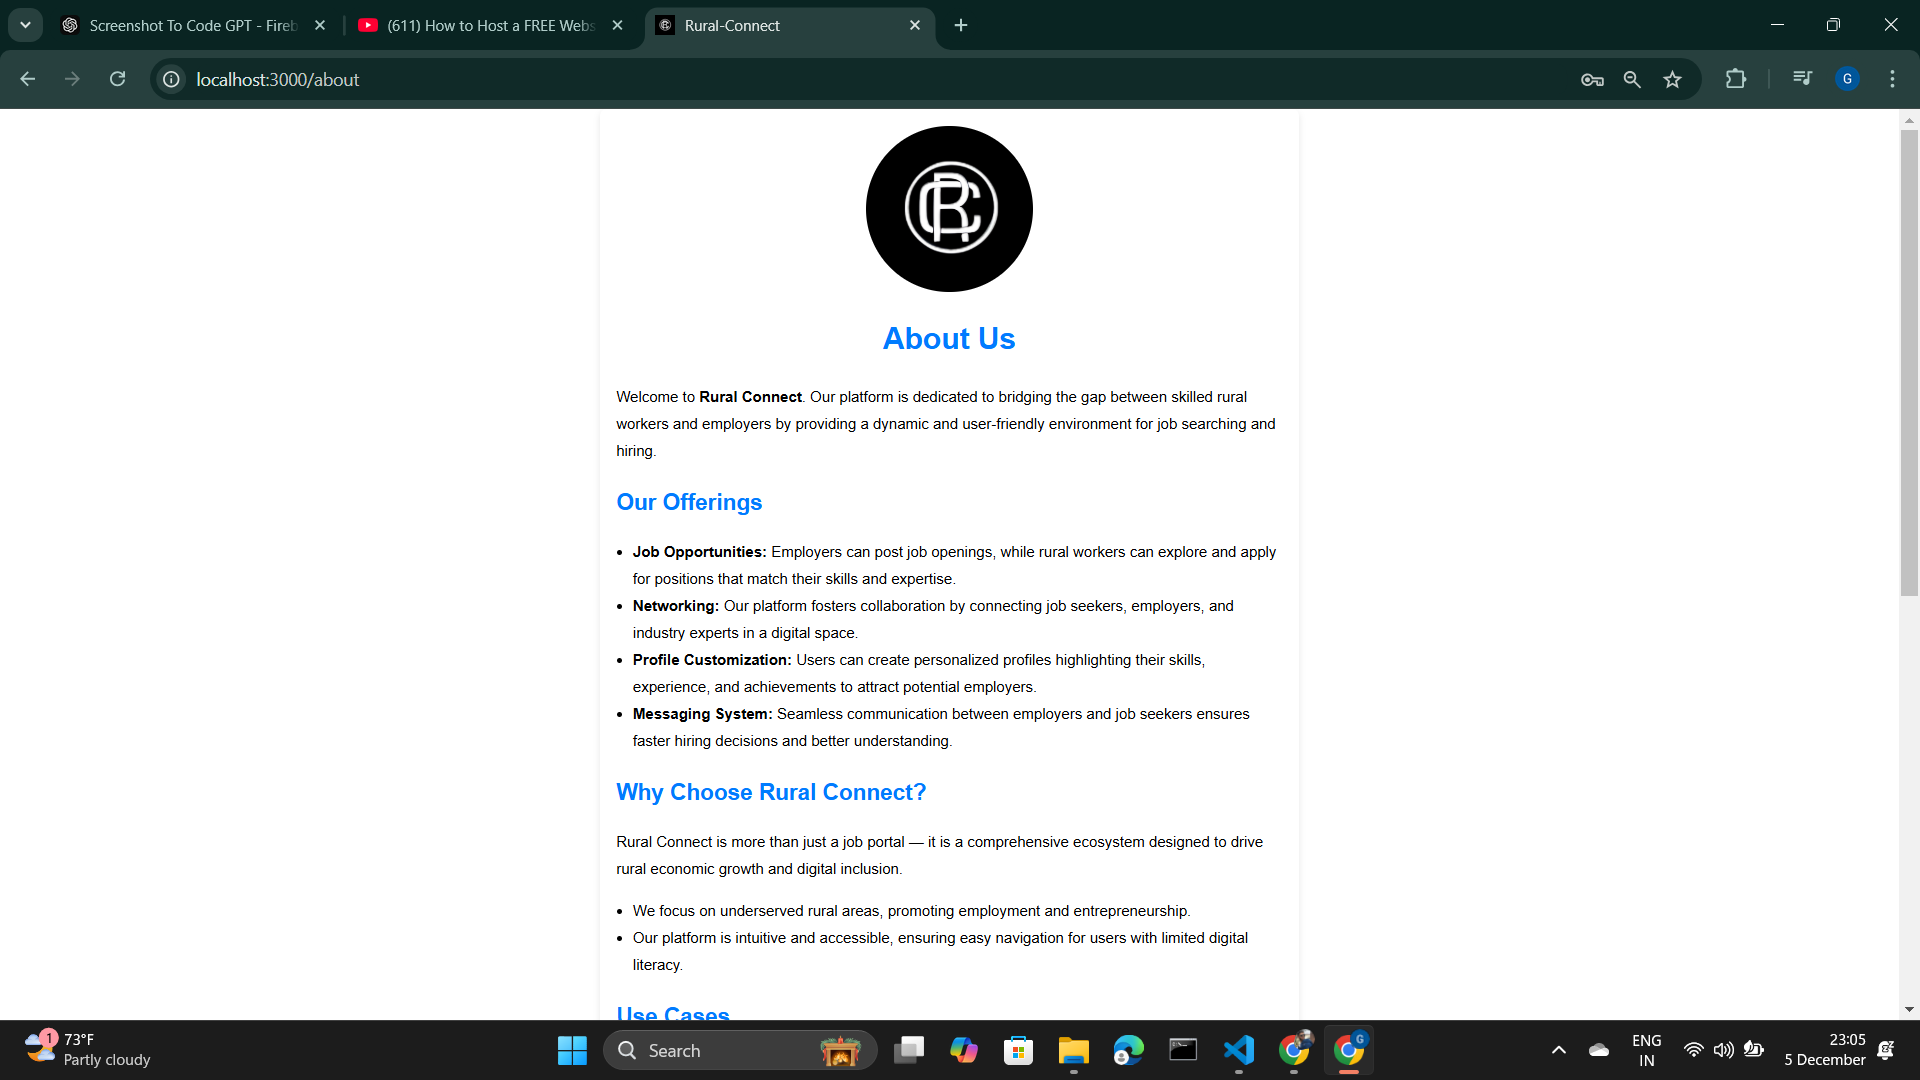 Screenshot To Code GPT - Fireb
(611) How to Host a FREE Webs
Rural-Connect
localhost:3000/about
G
RC
About Us
Welcome to Rural Connect. Our platform is dedicated to bridging the gap between skilled rural
workers and employers by providing a dynamic and user-friendly environment for job searching and
hiring.
Our Offerings
• Job Opportunities: Employers can post job openings, while rural workers can explore and apply
for positions that match their skills and expertise.
• Networking: Our platform fosters collaboration by connecting job seekers, employers, and
industry experts in a digital space.
• Profile Customization: Users can create personalized profiles highlighting their skills,
experience, and achievements to attract potential employers.
• Messaging System: Seamless communication between employers and job seekers ensures
faster hiring decisions and better understanding.
Why Choose Rural Connect?
Rural Connect is more than just a job portal — it is a comprehensive ecosystem designed to drive
rural economic growth and digital inclusion.
• We focus on underserved rural areas, promoting employment and entrepreneurship.
• Our platform is intuitive and accessible, ensuring easy navigation for users with limited digital
literacy.
Use Cases
1
73°F
Partly cloudy
Search
G
ENG
IN
23:05
5 December